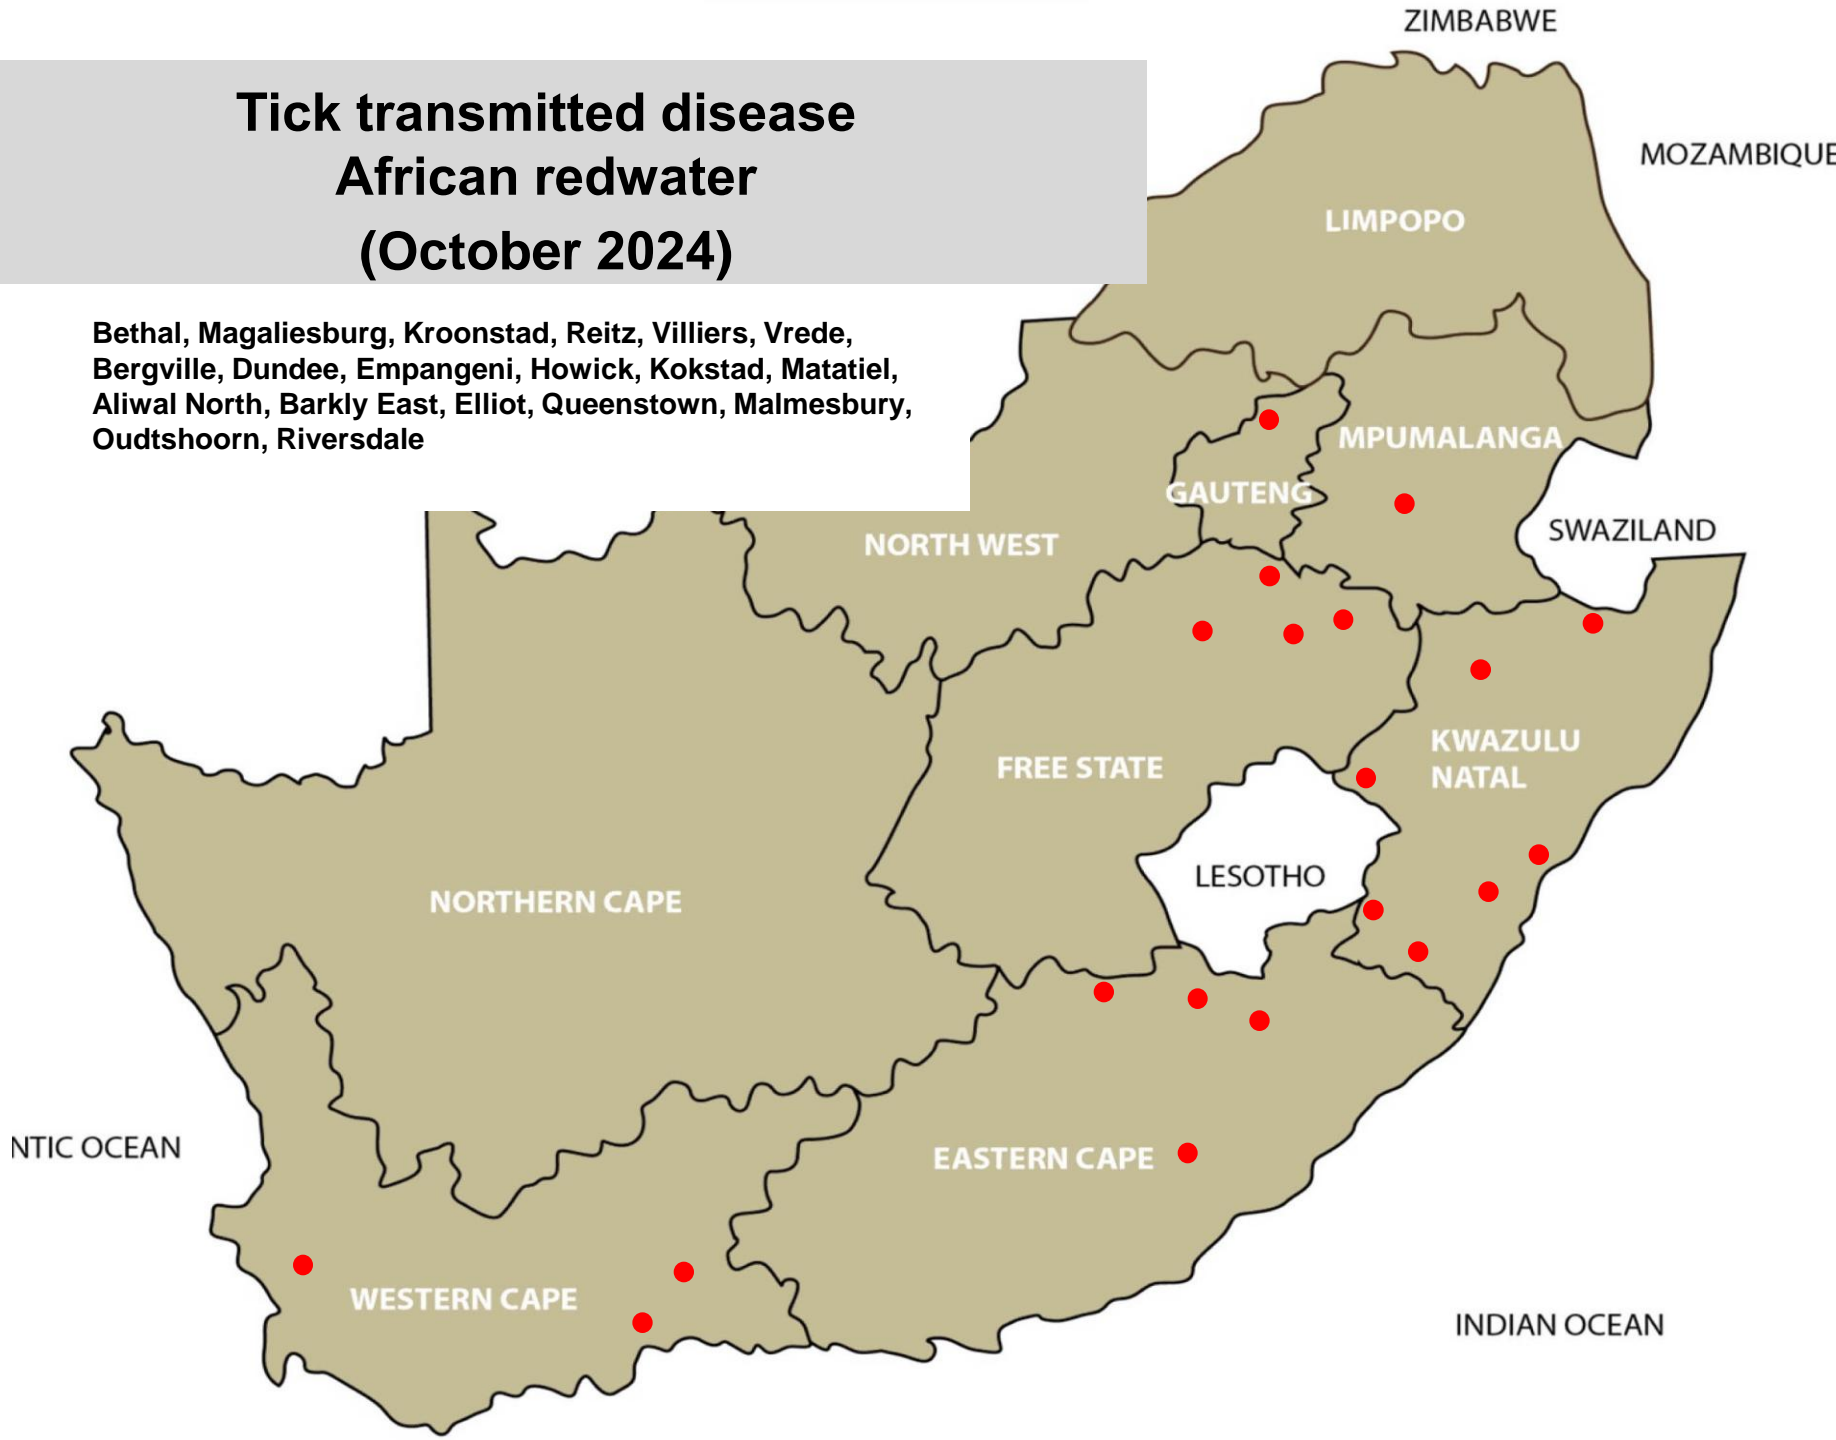 ZIMBABWE
Tick transmitted disease
African redwater
(October 2024)
MOZAMBIQUE
LIMPOPO
Bethal, Magaliesburg, Kroonstad, Reitz, Villiers, Vrede,
Bergville, Dundee, Empangeni, Howick, Kokstad, Matatiel,
Aliwal North, Barkly East, Elliot, Queenstown, Malmesbury,
Oudtshoorn, Riversdale
MPUMALANGA
GAUTENG
SWAZILAND
NORTH WEST
KWAZULU
NATAL
FREE STATE
LESOTHO
NORTHERN CAPE
NTIC OCEAN
EASTERN CAPE
WESTERN CAPE
INDIAN OCEAN